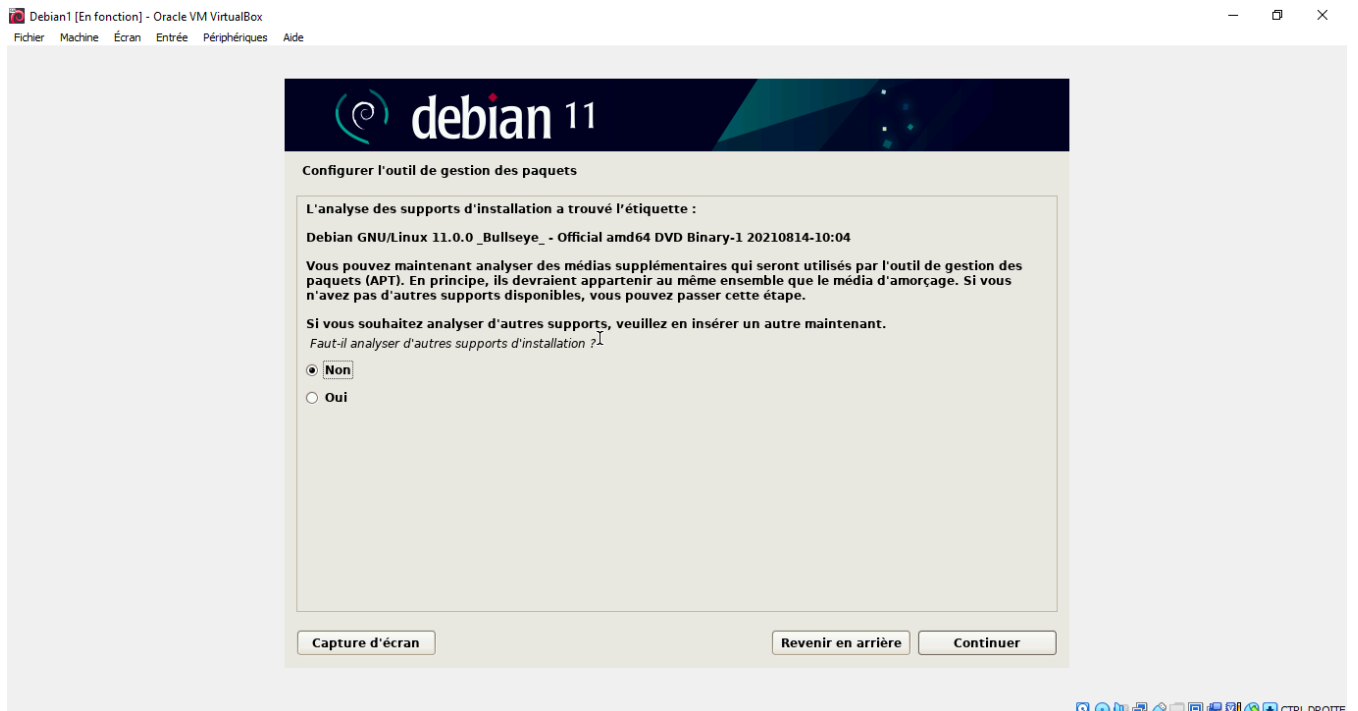 Debian1 [En fonction] - Oracle VM VirtualBox
Fichier Machine Écran Entrée Périphériques Aide
debian 11
Configurer l'outil de gestion des paquets
L'analyse des supports d'installation a trouvé l’étiquette :
Debian GNU/Linux 11.0.0 _Bullseye_ - Official amd64 DVD Binary-1 20210814-10:04
Vous pouvez maintenant analyser des médias supplémentaires qui seront utilisés par l'outil de gestion des
paquets (APT). En principe, ils devraient appartenir au même ensemble que le média d'amorçage. Si vous
n'avez pas d'autres supports disponibles, vous pouvez passer cette étape.
Si vous souhaitez analyser d'autres supports, veuillez en insérer un autre maintenant.
Faut-il analyser d'autres supports d'installation ?
Non
Oui
Capture d'écran Revenir en arrière Continuer
CTRL DROITE